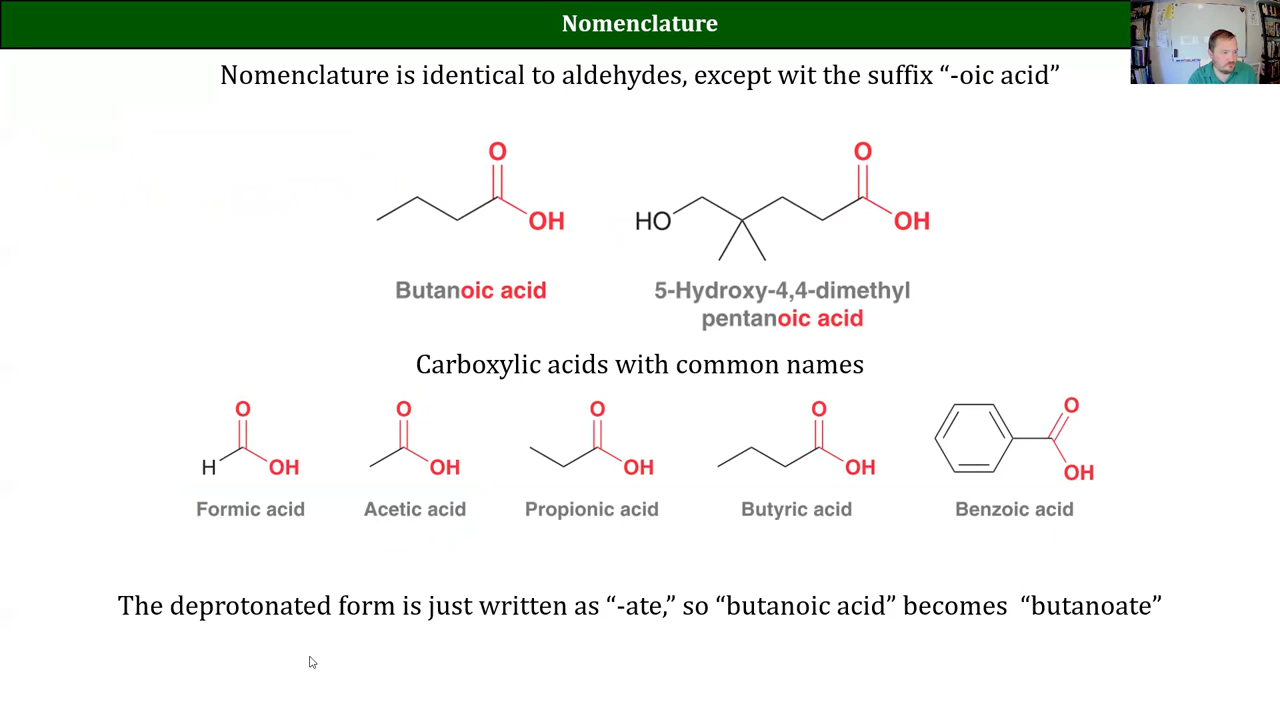 Nomenclature
Nomenclature is identical to aldehydes, except wit the suffix “-oic acid”
O
OH
Butanoic acid
HO
O
OH
5-Hydroxy-4,4-dimethyl
pentanoic acid
Carboxylic acids with common names
O
H
OH
Formic acid
O
OH
Acetic acid
O
OH
Propionic acid
O
OH
Butyric acid
O
OH
Benzoic acid
The deprotonated form is just written as “-ate,” so “butanoic acid” becomes “butanoate”